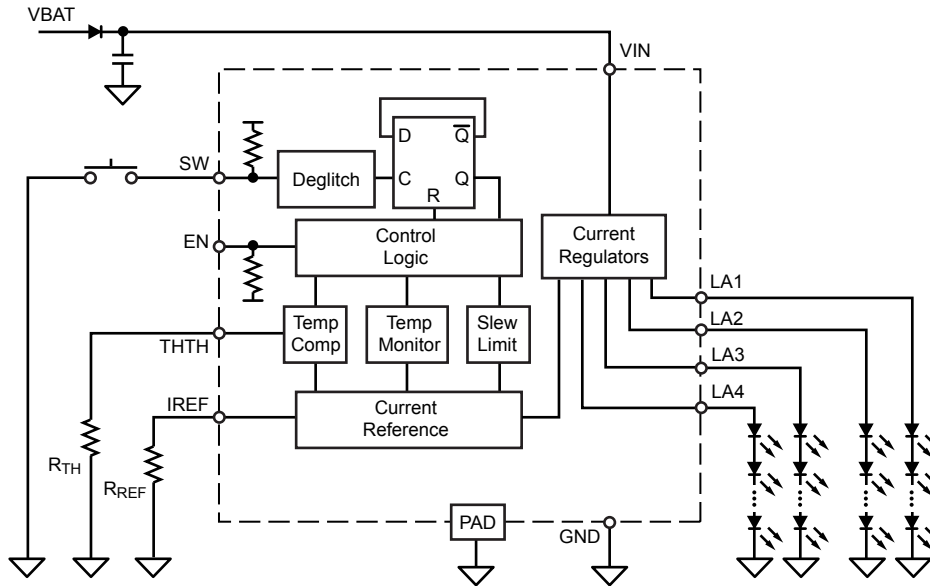 VBAT
VIN
D
Q̅
SW
Deglitch
C
Q
R
EN
Control
Logic
Current
Regulators
LA1
LA2
LA3
LA4
THTH
Temp
Comp
Temp
Monitor
Slew
Limit
IREF
Current
Reference
RTH
RREF
PAD
GND